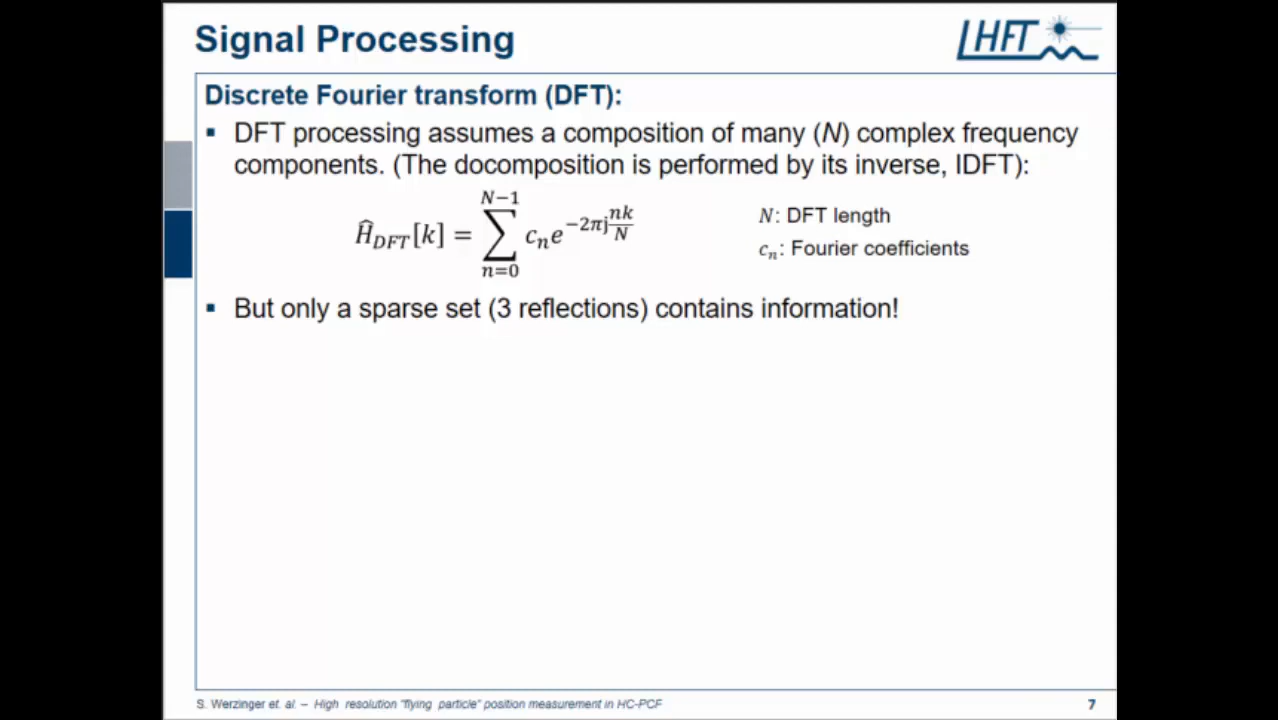 Signal Processing
LHFT
Discrete Fourier transform (DFT):
▪ DFT processing assumes a composition of many (N) complex frequency
components. (The docomposition is performed by its inverse, IDFT):
Ĥ_DFT[k] = ∑_{n=0}^{N−1} c_n e^{−2πj nk/N}
N: DFT length
c_n: Fourier coefficients
▪ But only a sparse set (3 reflections) contains information!
S. Werzinger et. al. – High resolution "flying particle" position measurement in HC-PCF
7